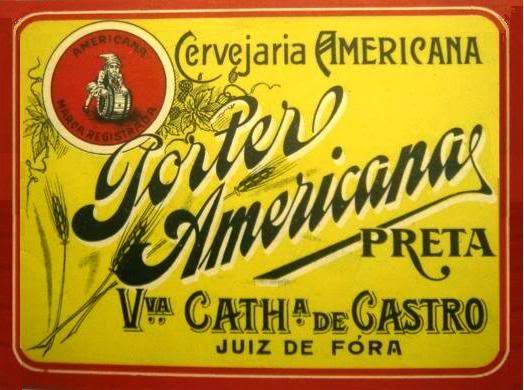 AMERICANA
MARCA REGISTRADA
Cervejaria AMERICANA
Porter
Americana
PRETA
Vva CATHa. DE CASTRO
JUIZ DE FÓRA